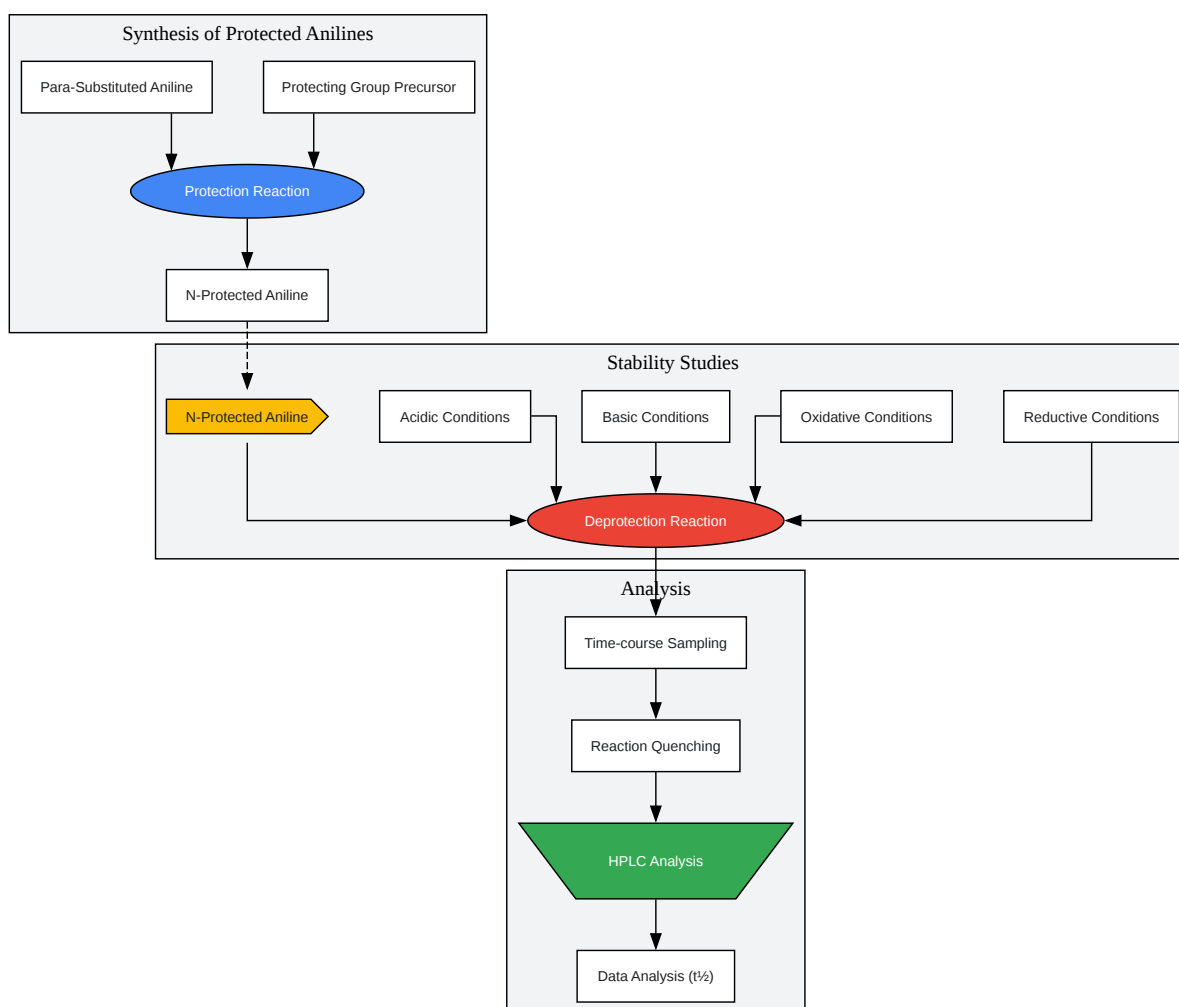 Synthesis of Protected Anilines
Para-Substituted Aniline
Protecting Group Precursor
Protection Reaction
N-Protected Aniline
Stability Studies
N-Protected Aniline
Acidic Conditions
Basic Conditions
Oxidative Conditions
Reductive Conditions
Deprotection Reaction
Analysis
Time-course Sampling
Reaction Quenching
HPLC Analysis
Data Analysis (t½)